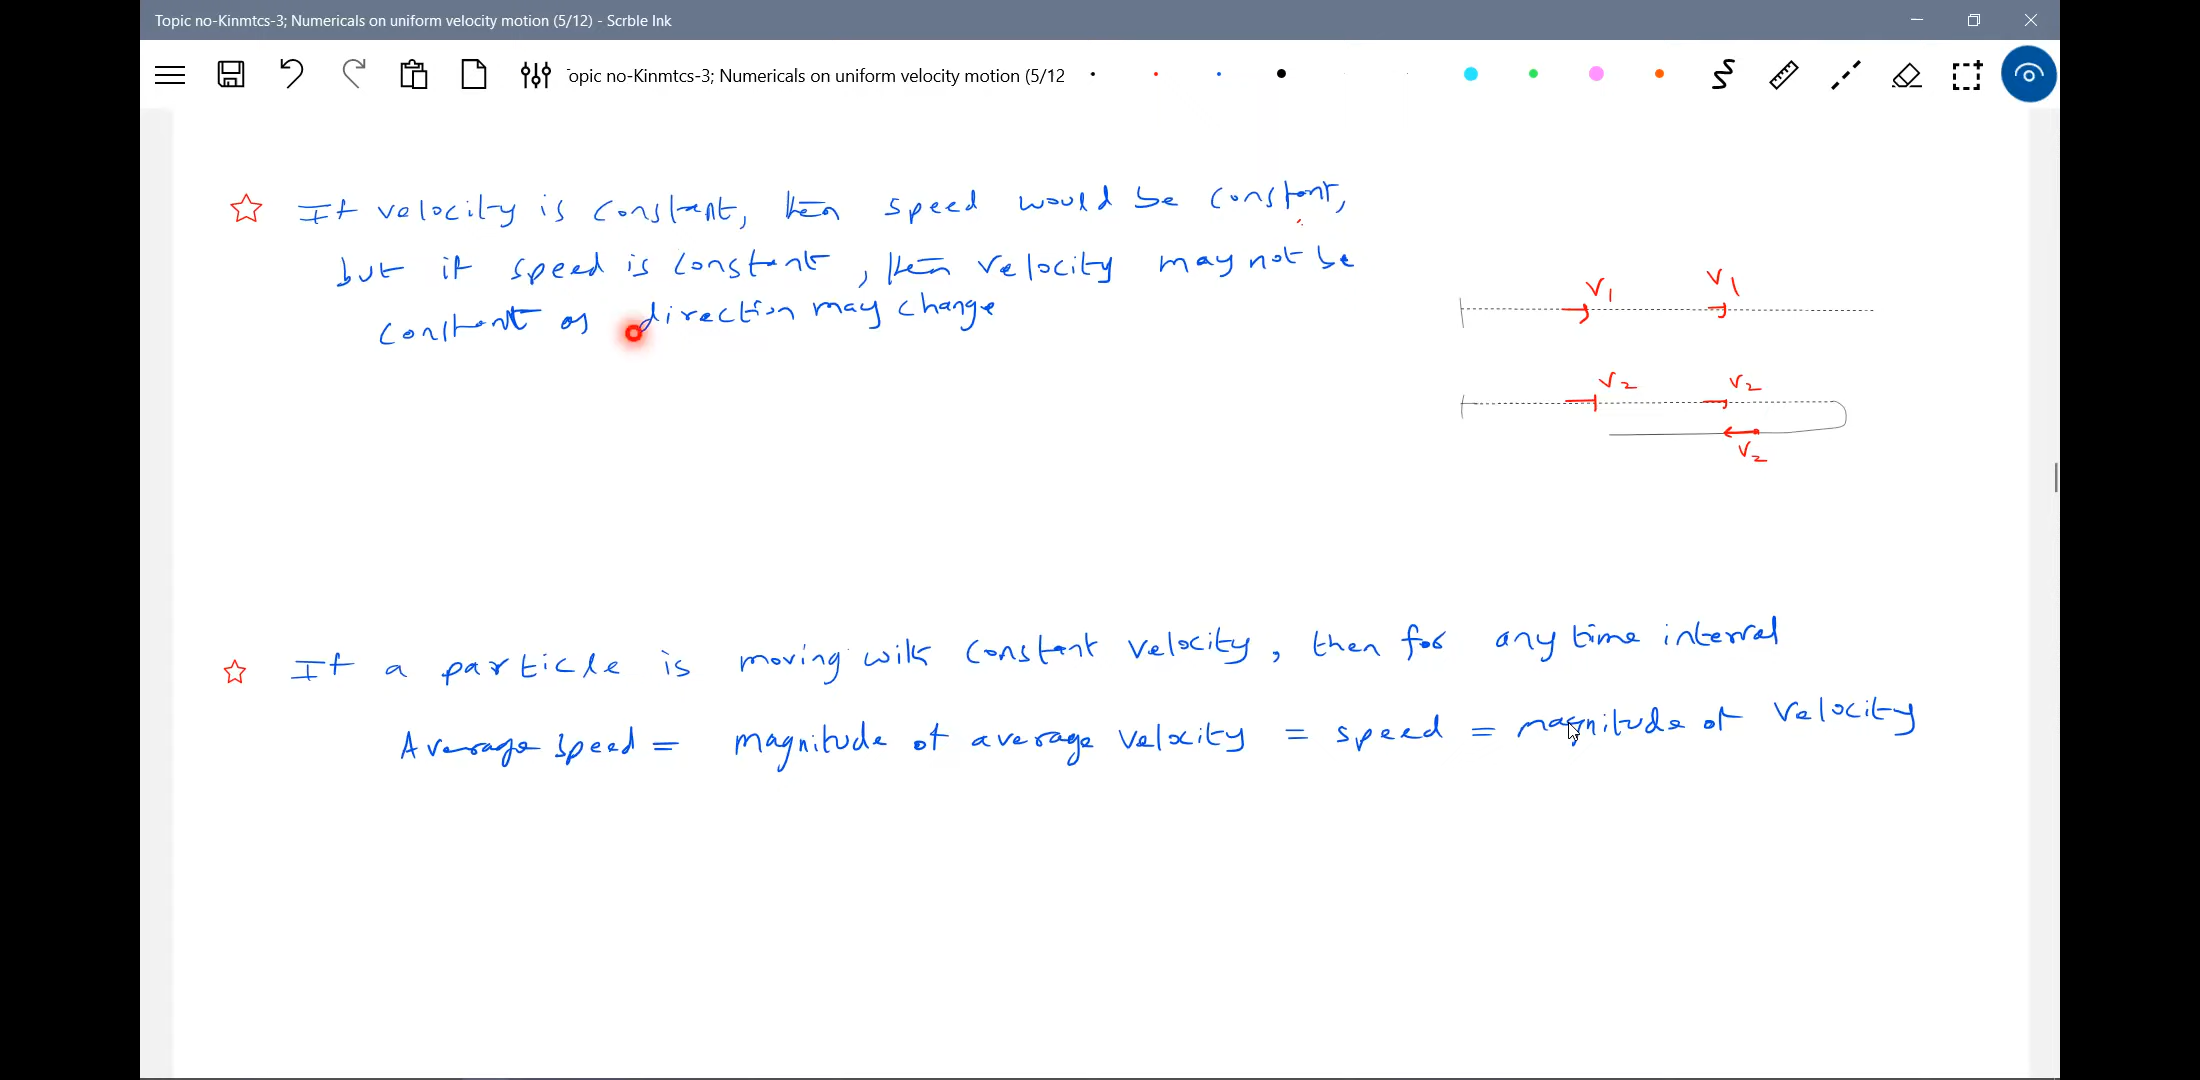 Topic no-Kinmtcs-3; Numericals on uniform velocity motion (5/12) - Scrble Ink
opic no-Kinmtcs-3; Numericals on uniform velocity motion (5/12
If velocity is constant, then speed would be constant,
but if speed is constant, then velocity may not be
constant as direction may change
V1 V1
V2 V2
V2
If a particle is moving with constant velocity, then for any time interval
Average speed = magnitude of average velocity = speed = magnitude of velocity